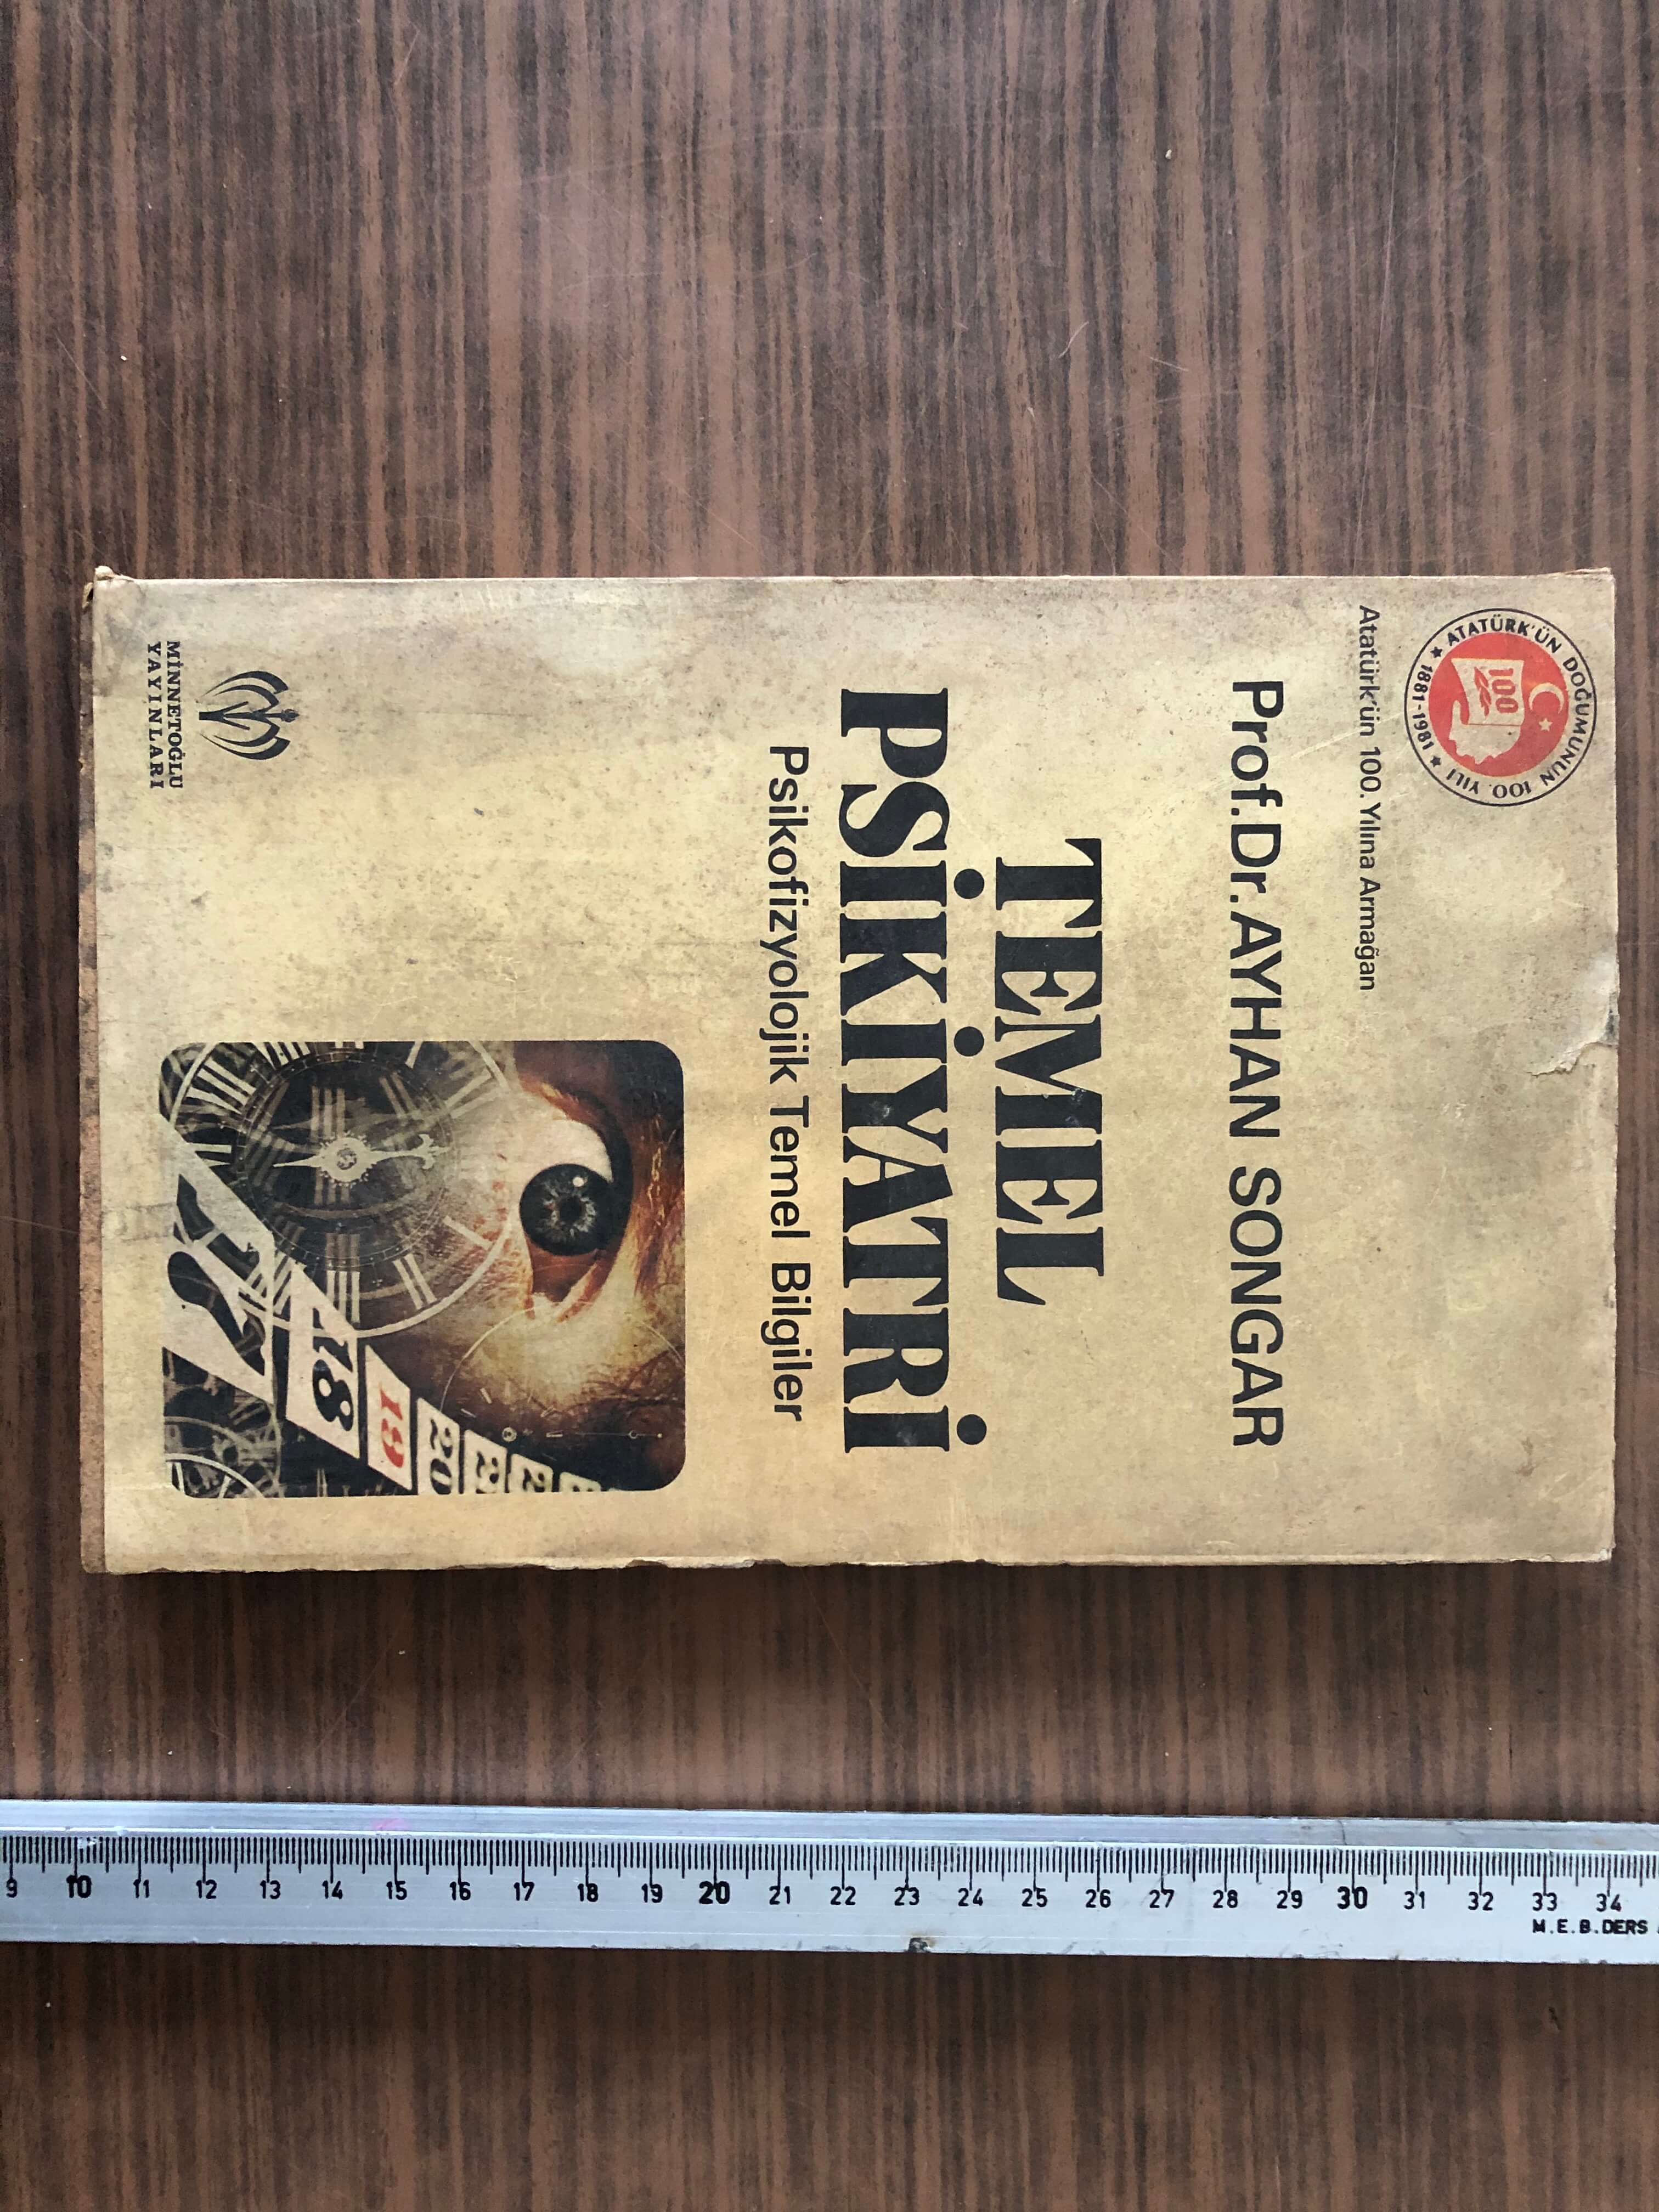 ATATÜRK'ÜN DOĞUMUNUN 100. YILI
★ 1881-1981 ★
100
Atatürk'ün 100. Yılına Armağan
Prof.Dr. AYHAN SONGAR
TEMEL
PSİKİYATRİ
Psikofizyolojik Temel Bilgiler
17
18
19
20
MİNNETOĞLU
YAYINLARI
9 10 11 12 13 14 15 16 17 18 19 20 21 22 23 24 25 26 27 28 29 30 31 32 33 34
M.E.B.DERS